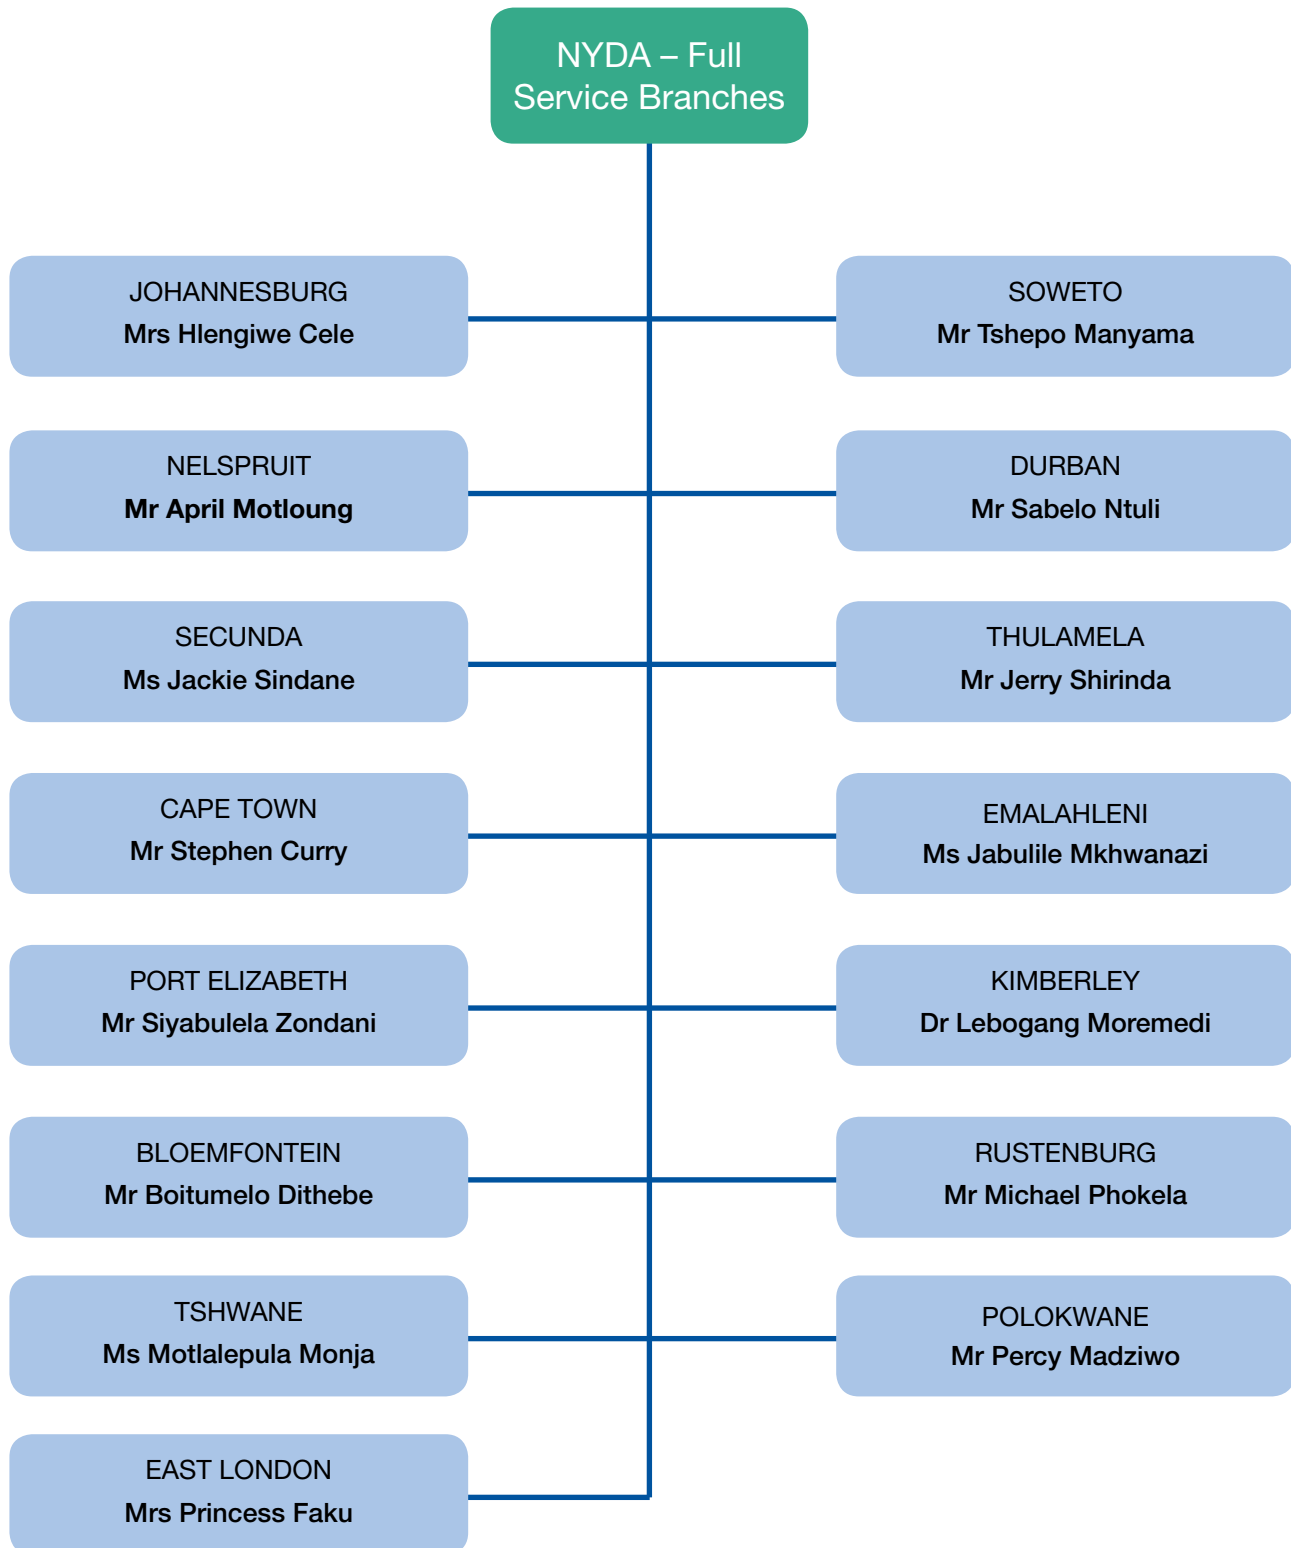 NYDA – Full
Service Branches
JOHANNESBURG
Mrs Hlengiwe Cele
SOWETO
Mr Tshepo Manyama
NELSPRUIT
Mr April Motloung
DURBAN
Mr Sabelo Ntuli
SECUNDA
Ms Jackie Sindane
THULAMELA
Mr Jerry Shirinda
CAPE TOWN
Mr Stephen Curry
EMALAHLENI
Ms Jabulile Mkhwanazi
PORT ELIZABETH
Mr Siyabulela Zondani
KIMBERLEY
Dr Lebogang Moremedi
BLOEMFONTEIN
Mr Boitumelo Dithebe
RUSTENBURG
Mr Michael Phokela
TSHWANE
Ms Motlalepula Monja
POLOKWANE
Mr Percy Madziwo
EAST LONDON
Mrs Princess Faku